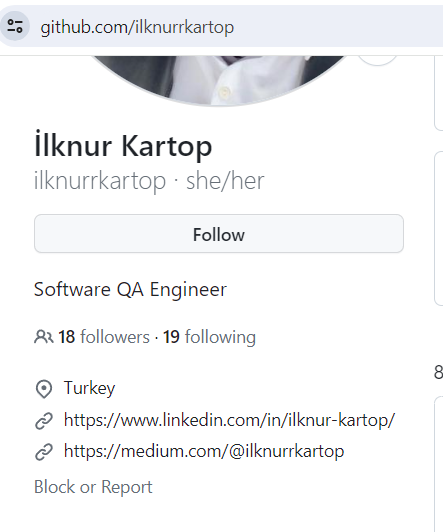 github.com/ilknurrkartop
İlknur Kartop
ilknurrkartop · she/her
Follow
Software QA Engineer
18 followers · 19 following
Turkey
https://www.linkedin.com/in/ilknur-kartop/
https://medium.com/@ilknurrkartop
8
Block or Report